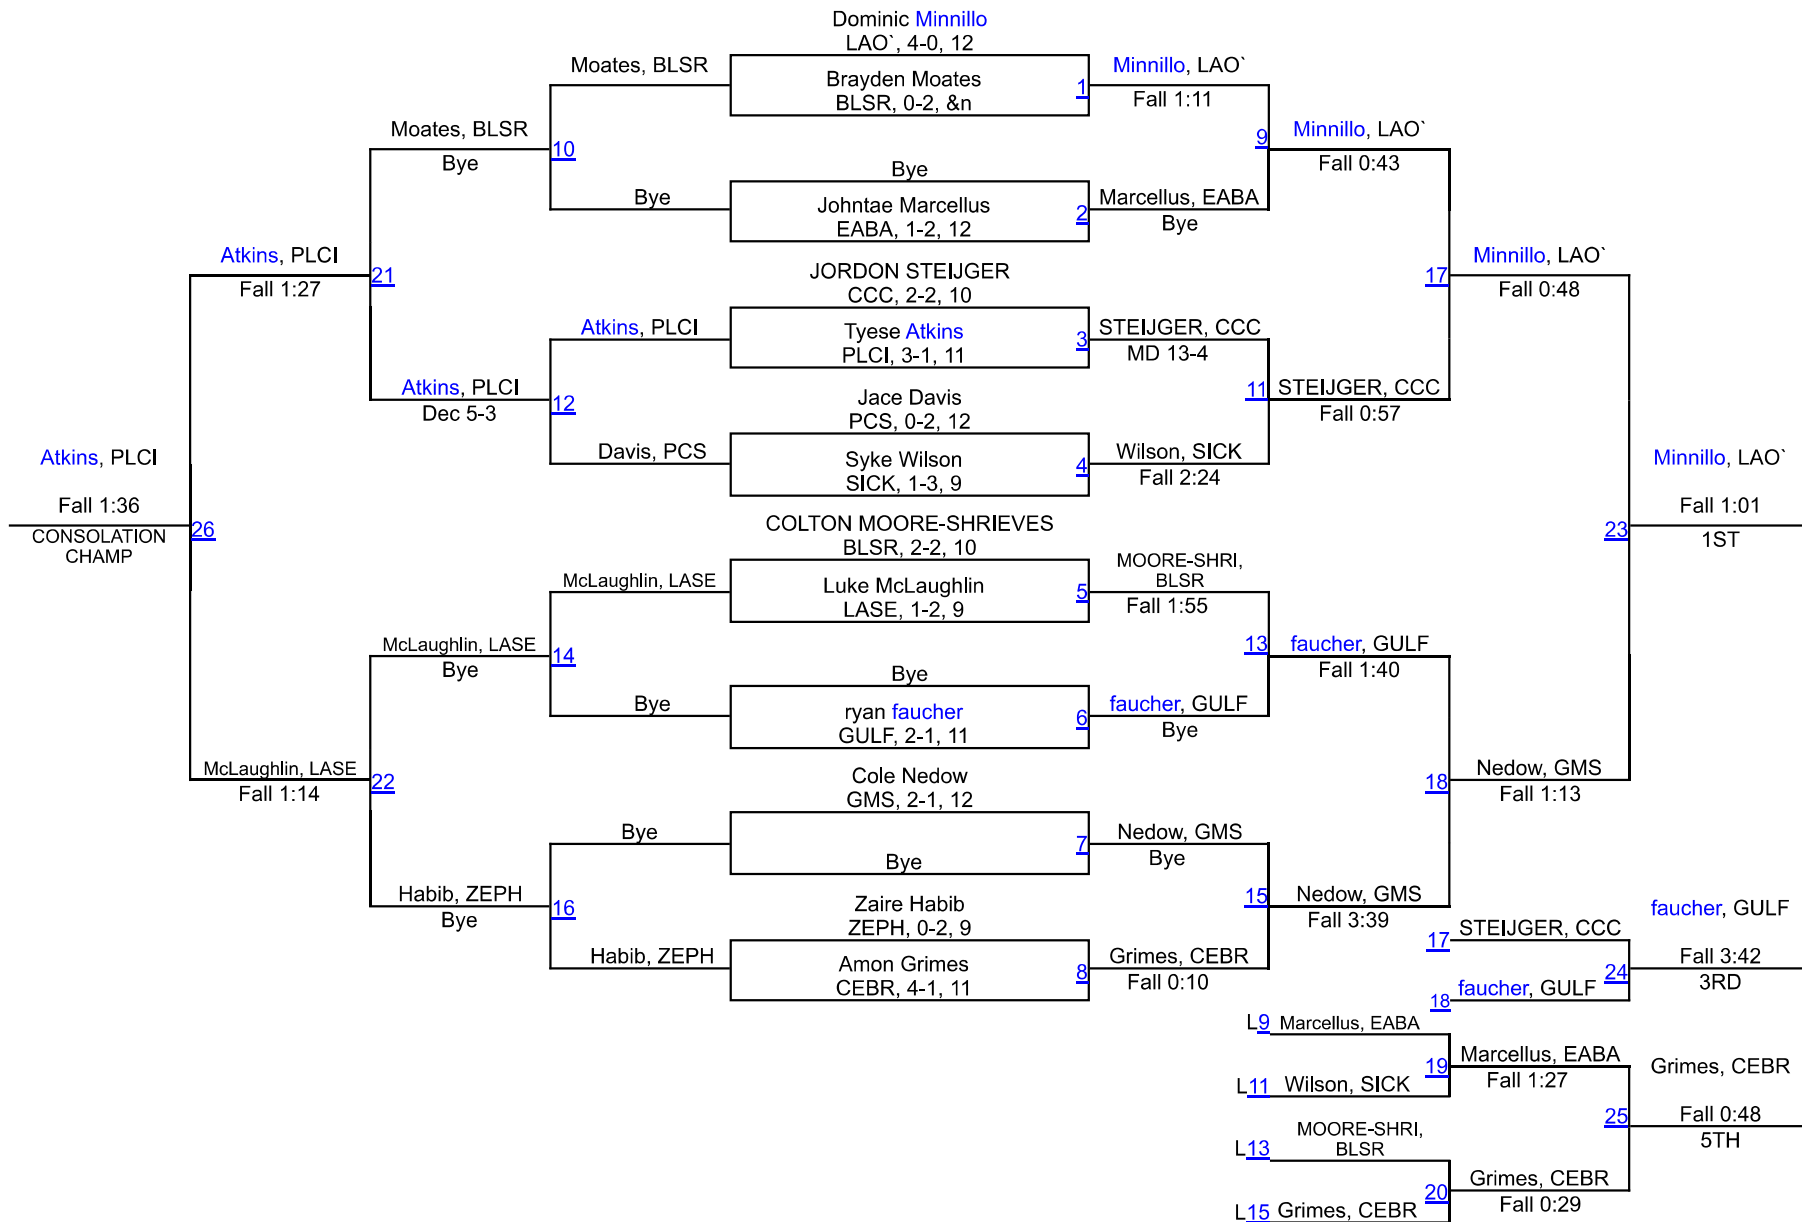 Dominic Minnillo
LAO`, 4-0, 12
Moates, BLSR
Brayden Moates
BLSR, 0-2, &n
1
Minnillo, LAO`
Fall 1:11
Moates, BLSR
Bye
10
9
Minnillo, LAO`
Fall 0:43
Bye
Bye
Johntae Marcellus
EABA, 1-2, 12
2
Marcellus, EABA
Bye
Atkins, PLCI
Fall 1:27
21
JORDON STEIJGER
CCC, 2-2, 10
17
Minnillo, LAO`
Fall 0:48
Atkins, PLCI
Tyese Atkins
PLCI, 3-1, 11
3
STEIJGER, CCC
MD 13-4
Atkins, PLCI
Dec 5-3
12
Jace Davis
PCS, 0-2, 12
11
STEIJGER, CCC
Fall 0:57
Davis, PCS
Syke Wilson
SICK, 1-3, 9
4
Wilson, SICK
Fall 2:24
Atkins, PLCI
Fall 1:36
CONSOLATION
CHAMP
26
COLTON MOORE-SHRIEVES
BLSR, 2-2, 10
23
Minnillo, LAO`
Fall 1:01
1ST
McLaughlin, LASE
Luke McLaughlin
LASE, 1-2, 9
5
MOORE-SHRI,
BLSR
Fall 1:55
McLaughlin, LASE
Bye
14
13
faucher, GULF
Fall 1:40
Bye
Bye
ryan faucher
GULF, 2-1, 11
6
faucher, GULF
Bye
McLaughlin, LASE
Fall 1:14
22
Cole Nedow
GMS, 2-1, 12
18
Nedow, GMS
Fall 1:13
Bye
Bye
7
Nedow, GMS
Bye
Habib, ZEPH
Bye
16
Zaire Habib
ZEPH, 0-2, 9
15
Nedow, GMS
Fall 3:39
Habib, ZEPH
Amon Grimes
CEBR, 4-1, 11
8
Grimes, CEBR
Fall 0:10
17
STEIJGER, CCC
18
faucher, GULF
24
faucher, GULF
Fall 3:42
3RD
L9 Marcellus, EABA
L11 Wilson, SICK
19
Marcellus, EABA
Fall 1:27
L13
MOORE-SHRI,
BLSR
L15 Grimes, CEBR
20
Grimes, CEBR
Fall 0:29
25
Grimes, CEBR
Fall 0:48
5TH